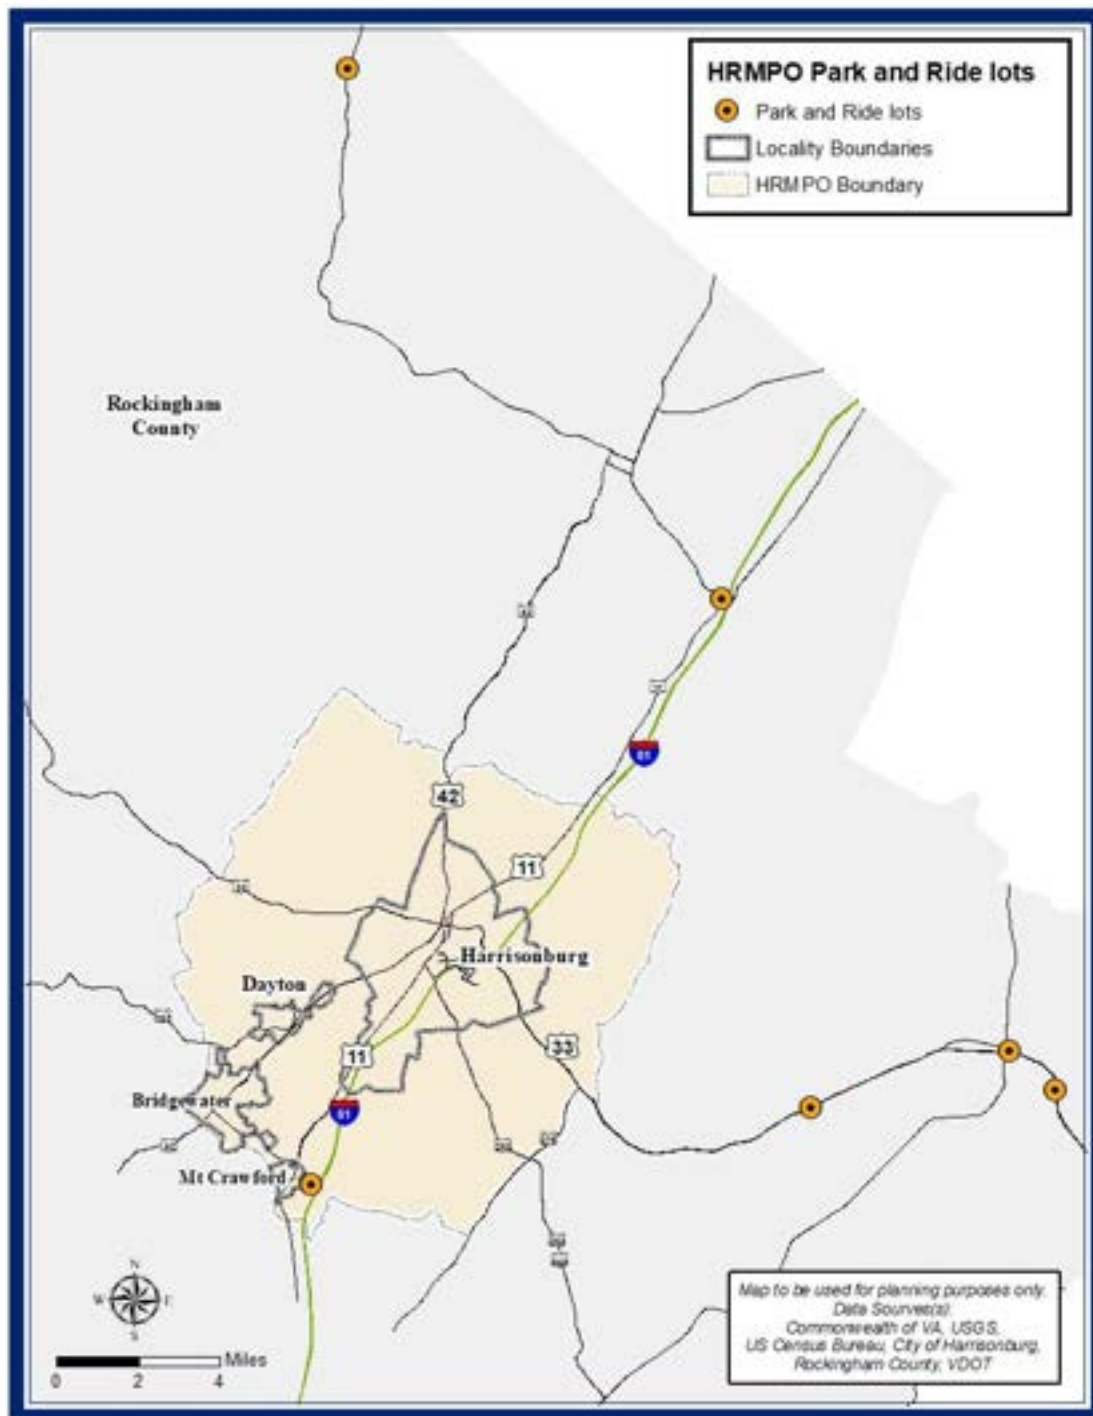 HRMPO Park and Ride lots
Park and Ride lots
Locality Boundaries
HRMPO Boundary
Rockingham
County
81
42
11
Harrisonburg
Dayton
11
33
Bridgewater
81
Mt Crawford
N
W E
S
Miles
0 2 4
Map to be used for planning purposes only.
Data Sourves(s):
Commonwealth of VA, USGS,
US Census Bureau, City of Harrisonburg,
Rockingham County, VDOT